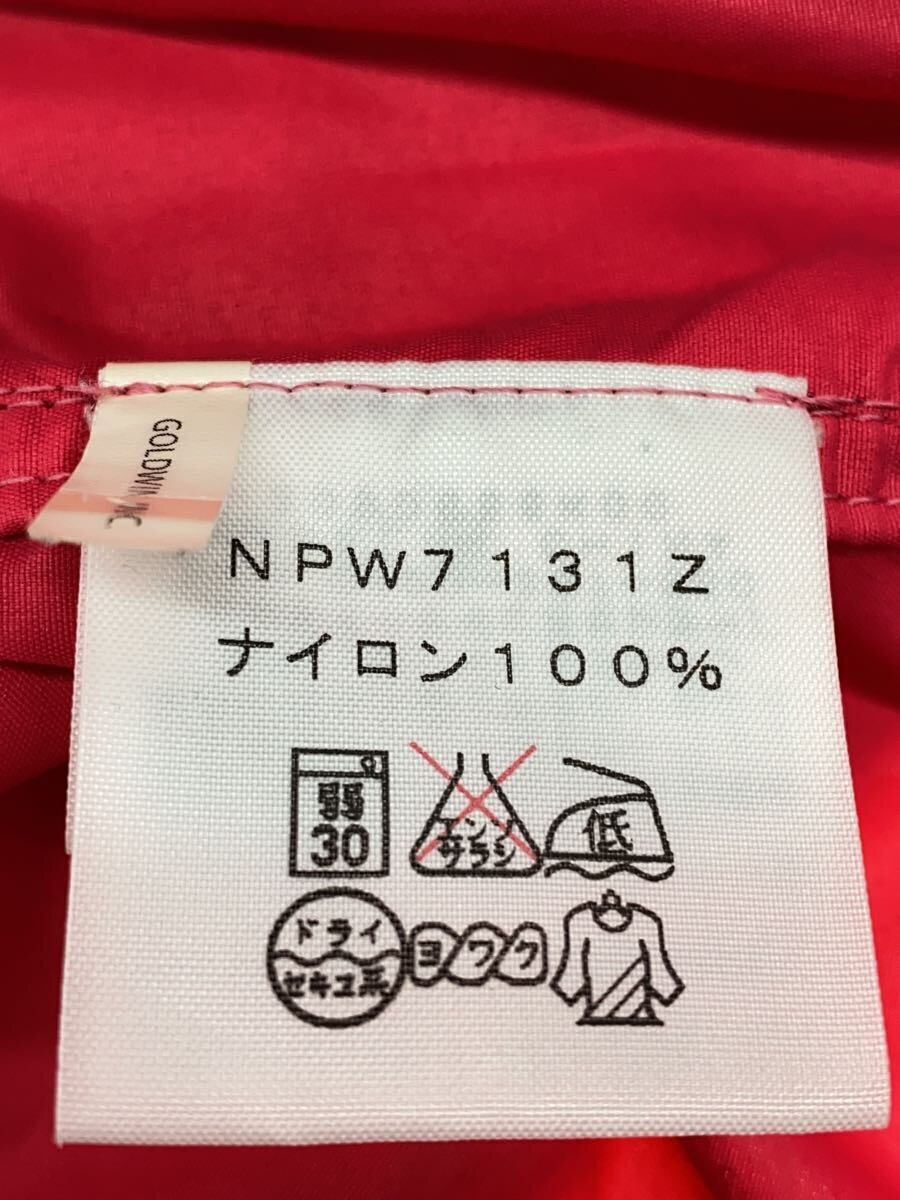 GOLDWIN INC
NPW7131Z
ナイロン100%
弱
30
エンソ
サラシ
低
ドライ
セキユ系
ヨワク